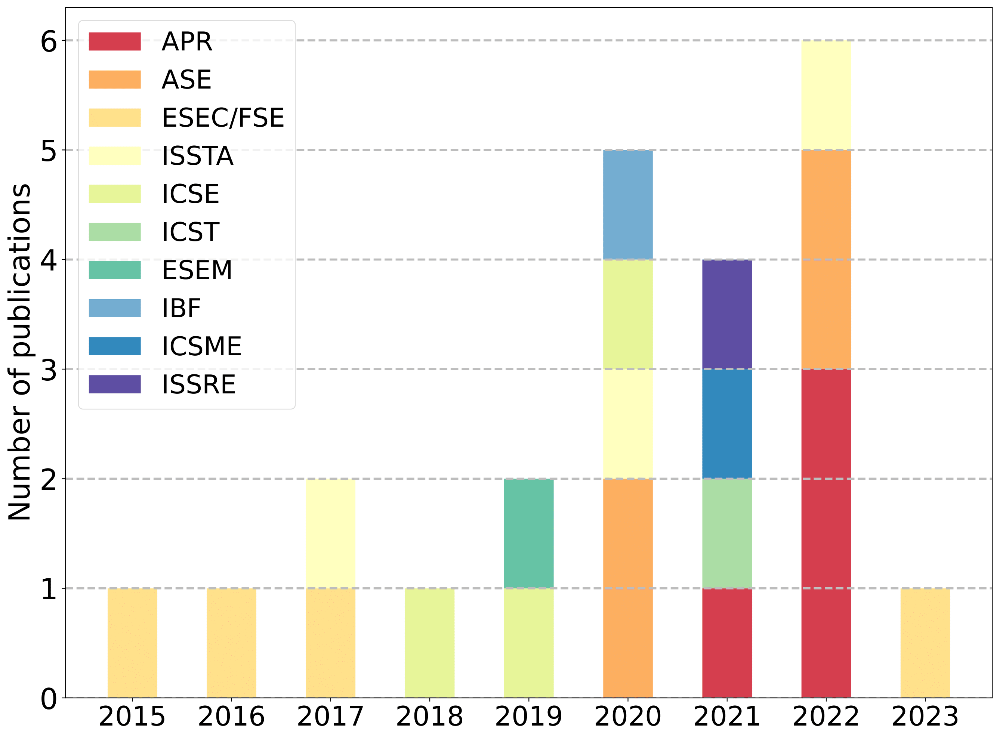 Number of publications
6
5
4
3
2
1
0
APR
ASE
ESEC/FSE
ISSTA
ICSE
ICST
ESEM
IBF
ICSME
ISSRE
2015 2016 2017 2018 2019 2020 2021 2022 2023